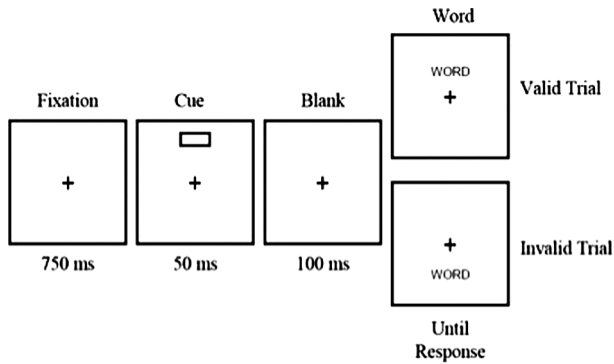 Fixation
750 ms
Cue
50 ms
Blank
100 ms
Word
WORD
Valid Trial
WORD
Invalid Trial
Until
Response